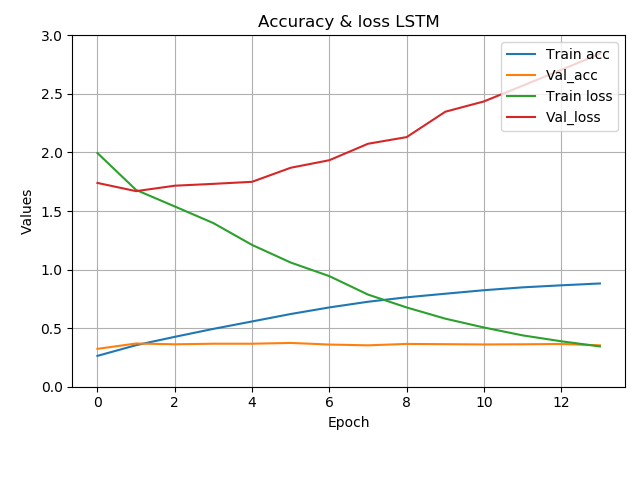 Accuracy & loss LSTM
3.0
2.5
2.0
1.5
1.0
0.5
0.0
Values
Train acc
Val_acc
Train loss
Val_loss
0 2 4 6 8 10 12
Epoch